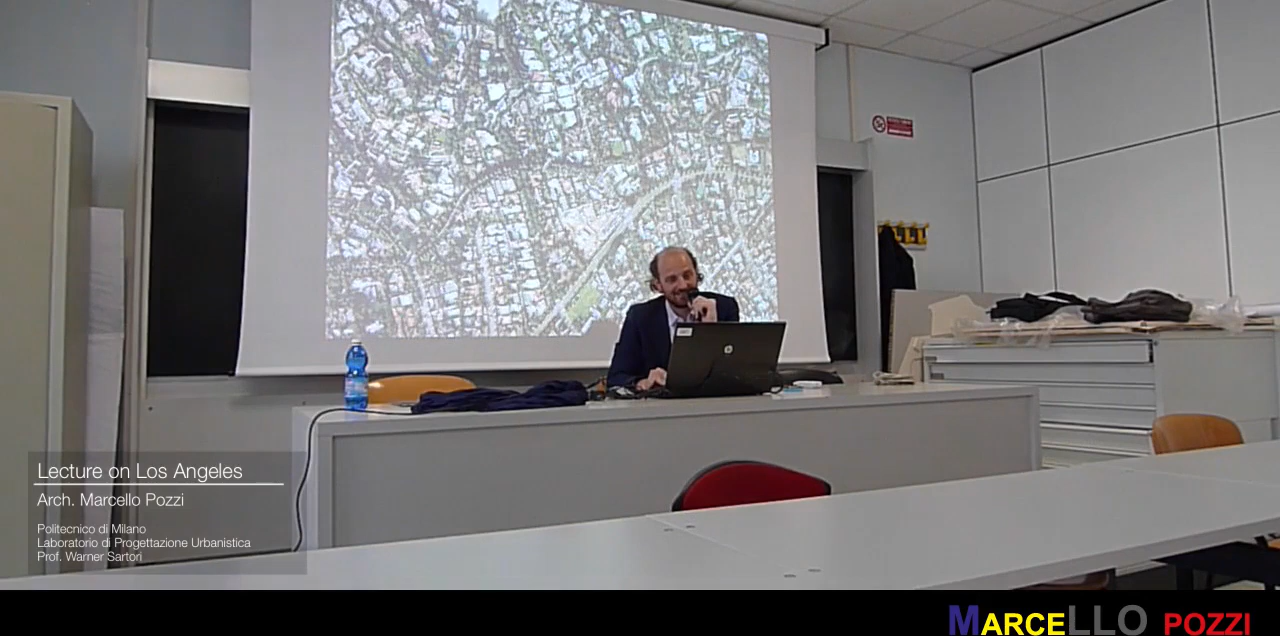 Lecture on Los Angeles
Arch. Marcello Pozzi
Politecnico di Milano
Laboratorio di Progettazione Urbanistica
Prof. Warner Sartori
MARCELLO POZZI